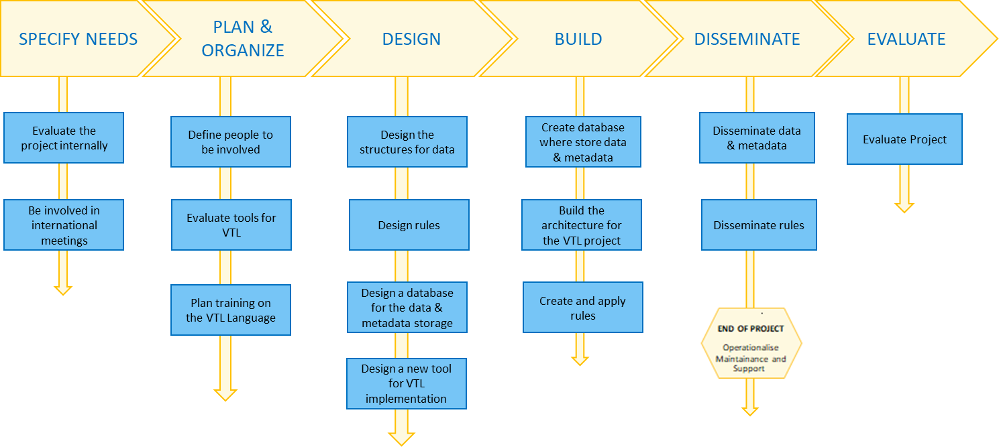 SPECIFY NEEDS
PLAN &
ORGANIZE
DESIGN
BUILD
DISSEMINATE
EVALUATE
Evaluate the
project internally
Be involved in
international
meetings
Define people to
be involved
Evaluate tools for
VTL
Plan training on
the VTL Language
Design the
structures for data
Design rules
Design a database
for the data &
metadata storage
Design a new tool
for VTL
implementation
Create database
where store data
& metadata
Build the
architecture for
the VTL project
Create and apply
rules
Disseminate data
& metadata
Disseminate rules
END OF PROJECT
Operationalise
Maintainance and
Support
Evaluate Project